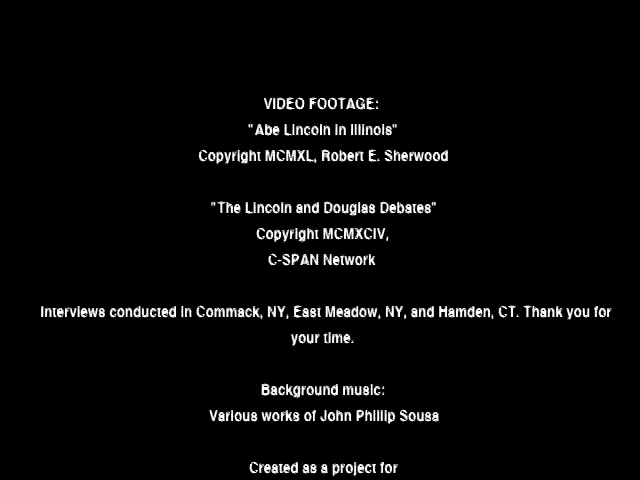 VIDEO FOOTAGE:
"Abe Lincoln in Illinois"
Copyright MCMXL, Robert E. Sherwood
"The Lincoln and Douglas Debates"
Copyright MCMXCIV,
C-SPAN Network
Interviews conducted in Commack, NY, East Meadow, NY, and Hamden, CT. Thank you for
your time.
Background music:
Various works of John Phillip Sousa
Created as a project for